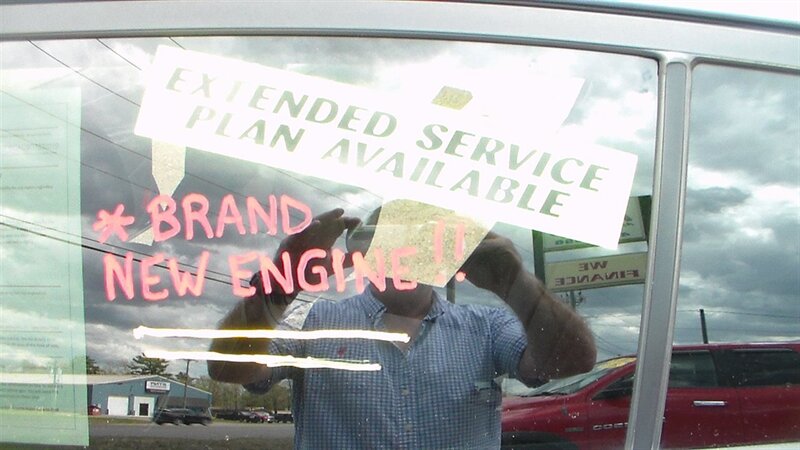 EXTENDED SERVICE
PLAN AVAILABLE
* BRAND
NEW ENGINE!!
WE
FINANCE